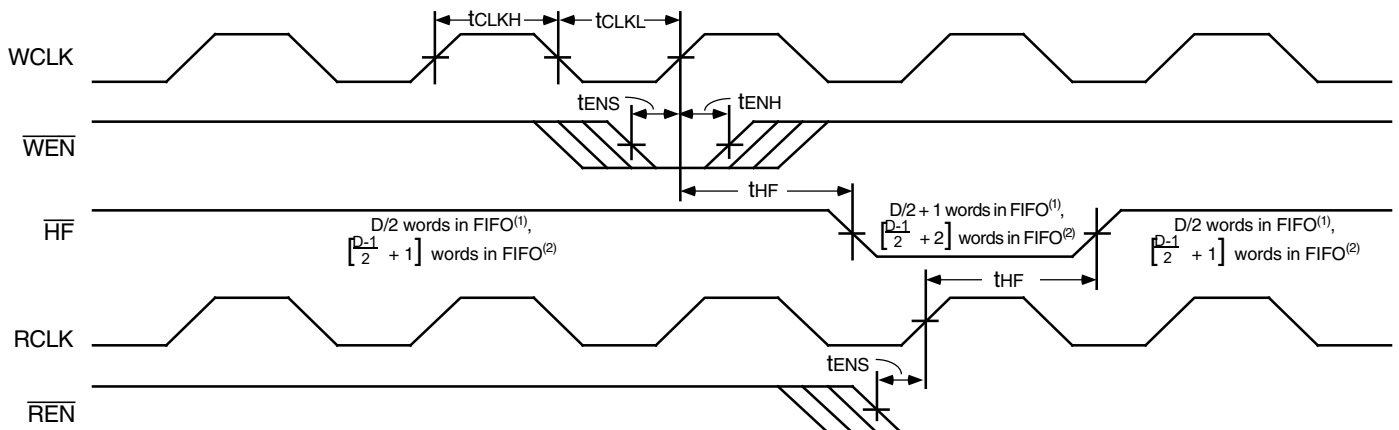 tCLKH
tCLKL
WCLK
tENS
tENH
WEN
tHF
HF
D/2 words in FIFO(1),
[D-1/2 + 1] words in FIFO(2)
D/2 + 1 words in FIFO(1),
[D-1/2 + 2] words in FIFO(2)
D/2 words in FIFO(1),
[D-1/2 + 1] words in FIFO(2)
tHF
RCLK
tENS
REN